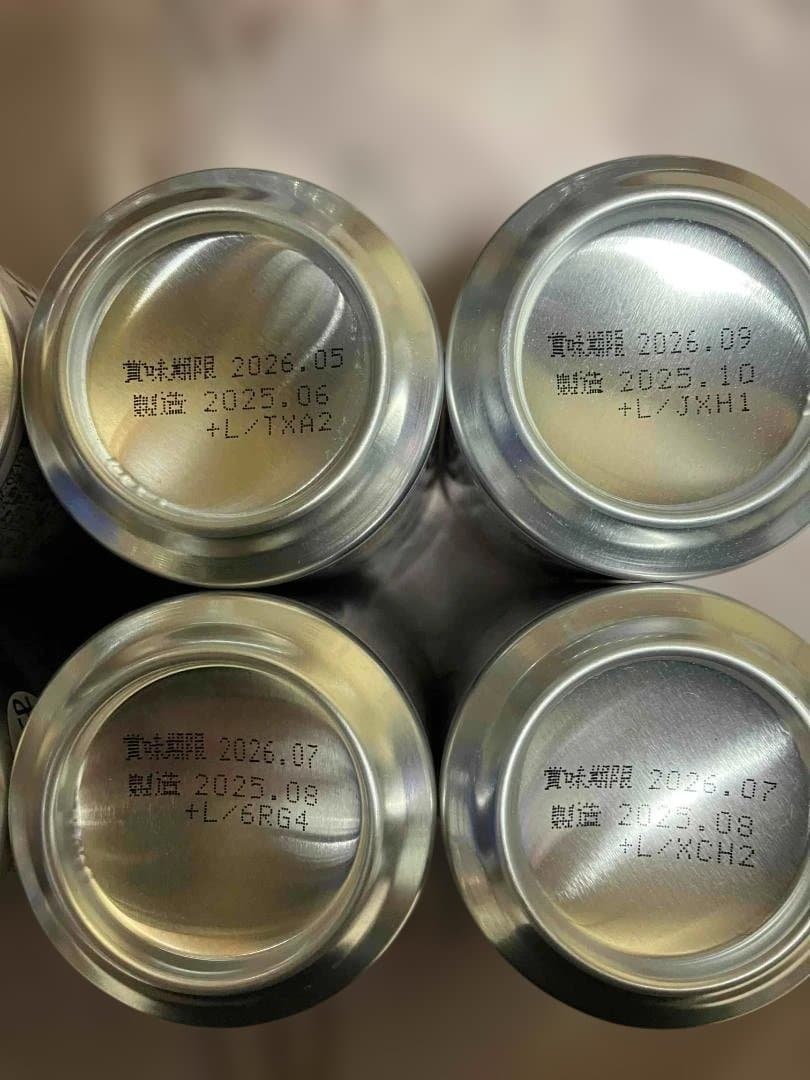 賞味期限 2026.05
製造 2025.06
+L/TXA2
賞味期限 2026.09
製造 2025.10
+L/JXH1
賞味期限 2026.07
製造 2025.08
+L/6RG4
賞味期限 2026.07
製造 2025.08
+L/XCH2